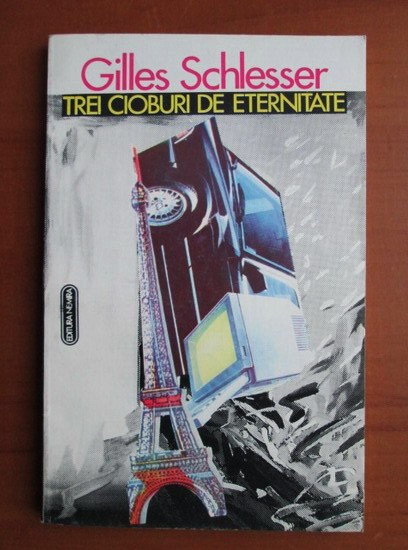 Gilles Schlesser
TREI CIOBURI DE ETERNITATE
EDITURA NEMIRA